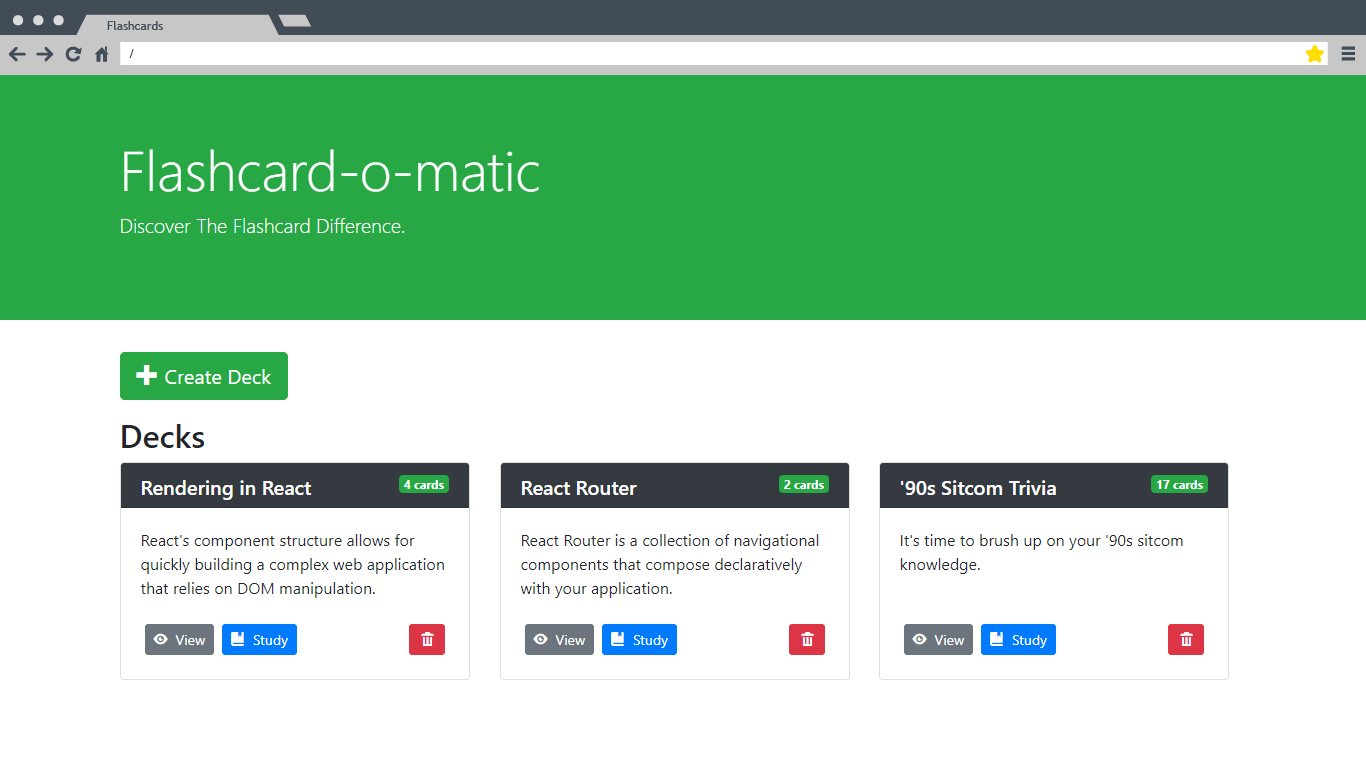 Flashcards
/
Flashcard-o-matic
Discover The Flashcard Difference.
Create Deck
Decks
Rendering in React
4 cards
React's component structure allows for
quickly building a complex web application
that relies on DOM manipulation.
View
Study
React Router
2 cards
React Router is a collection of navigational
components that compose declaratively
with your application.
View
Study
'90s Sitcom Trivia
17 cards
It's time to brush up on your '90s sitcom
knowledge.
View
Study